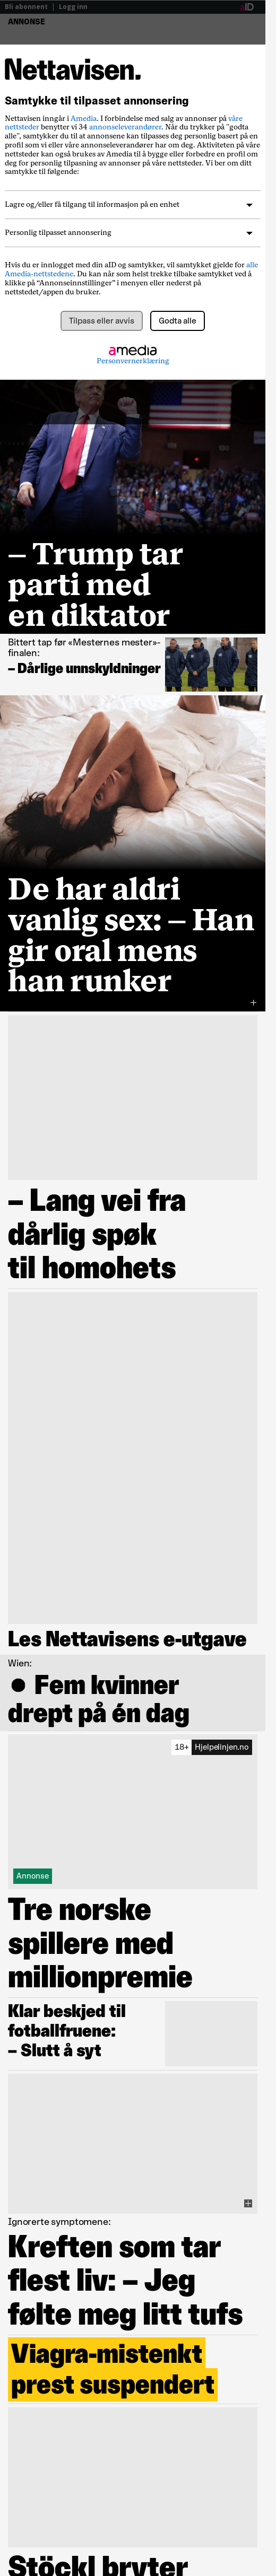 Bli abonnent | Logg inn aID
ANNONSE
Nettavisen.
Samtykke til tilpasset annonsering
Nettavisen inngår i Amedia. I forbindelse med salg av annonser på våre
nettsteder benytter vi 34 annonseleverandører. Når du trykker på "godta
alle", samtykker du til at annonsene kan tilpasses deg personlig basert på en
profil som vi eller våre annonseleverandører har om deg. Aktiviteten på våre
nettsteder kan også brukes av Amedia til å bygge eller forbedre en profil om
deg for personlig tilpasning av annonser på våre nettsteder. Vi ber om ditt
samtykke til følgende:
Lagre og/eller få tilgang til informasjon på en enhet
Personlig tilpasset annonsering
Hvis du er innlogget med din aID og samtykker, vil samtykket gjelde for alle
Amedia-nettstedene. Du kan når som helst trekke tilbake samtykket ved å
klikke på “Annonseinnstillinger” i menyen eller nederst på
nettstedet/appen du bruker.
Tilpass eller avvis Godta alle
amedia
Personvernerklæring
– Trump tar
parti med
en diktator
Bittert tap før «Mesternes mester»-
finalen:
– Dårlige unnskyldninger
De har aldri
vanlig sex: – Han
gir oral mens
han runker
– Lang vei fra
dårlig spøk
til homohets
Les Nettavisens e-utgave
Wien:
● Fem kvinner
drept på én dag
18+ Hjelpelinjen.no
Annonse
Tre norske
spillere med
millionpremie
Klar beskjed til
fotballfruene:
– Slutt å syt
Ignorerte symptomene:
Kreften som tar
flest liv: – Jeg
følte meg litt tufs
Viagra-mistenkt
prest suspendert
Stöckl bryter